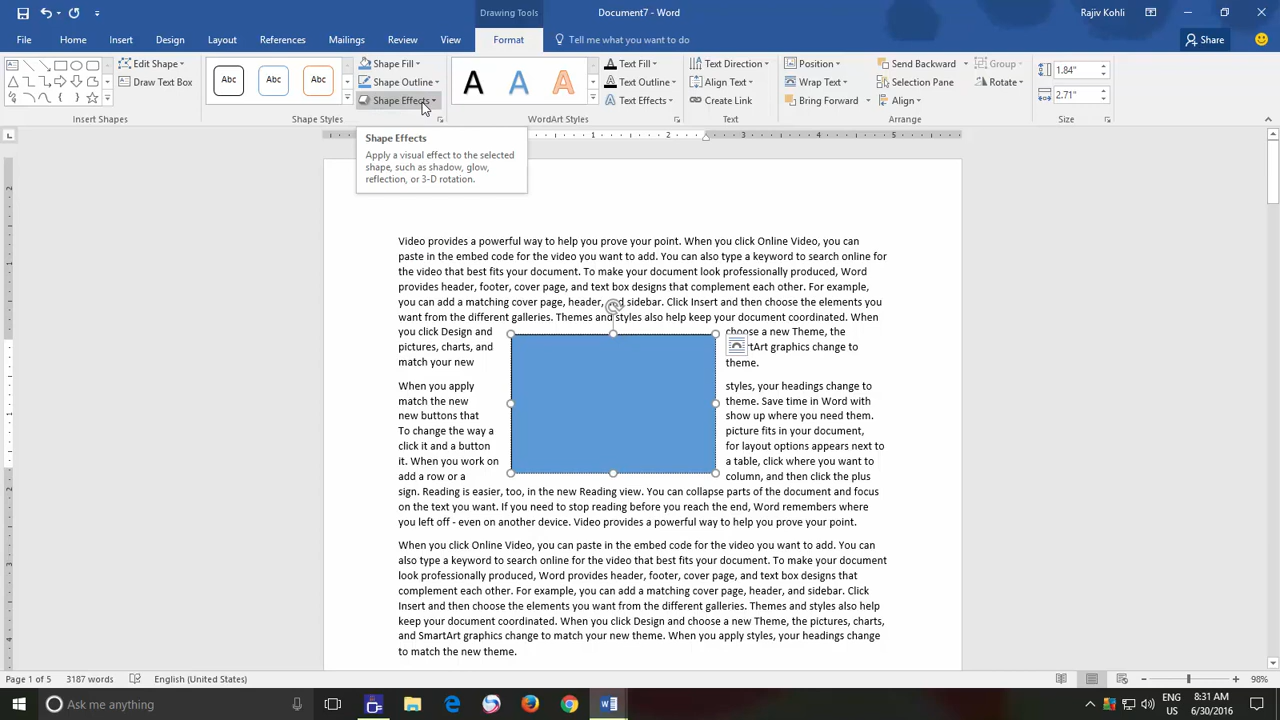 Drawing Tools
Document7 - Word
Rajiv Kohli
File Home Insert Design Layout References Mailings Review View Format Tell me what you want to do Share
Edit Shape
Draw Text Box
Insert Shapes
Abc Abc Abc
Shape Fill
Shape Outline
Shape Effects
Shape Styles
A A A
WordArt Styles
Text Fill
Text Outline
Text Effects
Text Direction
Align Text
Create Link
Text
Position
Wrap Text
Bring Forward
Send Backward
Selection Pane
Align
Group
Rotate
Arrange
1.84"
2.71"
Size
1 2 3 4 5
Shape Effects
Apply a visual effect to the selected
shape, such as shadow, glow,
reflection, or 3-D rotation.
Video provides a powerful way to help you prove your point. When you click Online Video, you can
paste in the embed code for the video you want to add. You can also type a keyword to search online for
the video that best fits your document. To make your document look professionally produced, Word
provides header, footer, cover page, and text box designs that complement each other. For example,
you can add a matching cover page, header, and sidebar. Click Insert and then choose the elements you
want from the different galleries. Themes and styles also help keep your document coordinated. When
you click Design and choose a new Theme, the
pictures, charts, and SmartArt graphics change to
match your new theme.
When you apply styles, your headings change to
match the new theme. Save time in Word with
new buttons that show up where you need them.
To change the way a picture fits in your document,
click it and a button for layout options appears next to
it. When you work on a table, click where you want to
add a row or a column, and then click the plus
sign. Reading is easier, too, in the new Reading view. You can collapse parts of the document and focus
on the text you want. If you need to stop reading before you reach the end, Word remembers where
you left off - even on another device. Video provides a powerful way to help you prove your point.
When you click Online Video, you can paste in the embed code for the video you want to add. You can
also type a keyword to search online for the video that best fits your document. To make your document
look professionally produced, Word provides header, footer, cover page, and text box designs that
complement each other. For example, you can add a matching cover page, header, and sidebar. Click
Insert and then choose the elements you want from the different galleries. Themes and styles also help
keep your document coordinated. When you click Design and choose a new Theme, the pictures, charts,
and SmartArt graphics change to match your new theme. When you apply styles, your headings change
to match the new theme.
Page 1 of 5 3187 words English (United States) 98%
Ask me anything
ENG
US
8:31 AM
6/30/2016